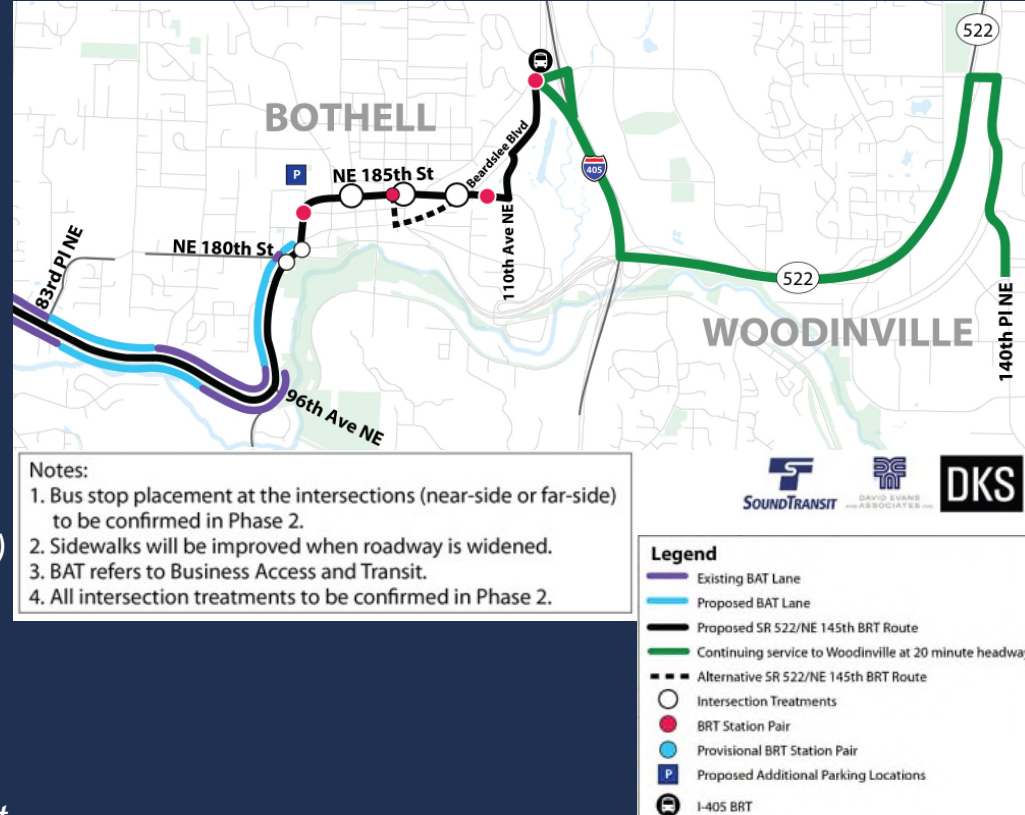 522
BOTHELL
Beardslee Blvd
P
NE 185th St
405
NE 180th St
110th Ave NE
83rd Pl NE
522
WOODINVILLE
140th Pl NE
96th Ave NE
Notes:
1. Bus stop placement at the intersections (near-side or far-side)
to be confirmed in Phase 2.
2. Sidewalks will be improved when roadway is widened.
3. BAT refers to Business Access and Transit.
4. All intersection treatments to be confirmed in Phase 2.
)
SOUNDTRANSIT
DAVID EVANS
AND ASSOCIATES INC.
DKS
Legend
Existing BAT Lane
Proposed BAT Lane
Proposed SR 522/NE 145th BRT Route
Continuing service to Woodinville at 20 minute headway
Alternative SR 522/NE 145th BRT Route
Intersection Treatments
BRT Station Pair
Provisional BRT Station Pair
P Proposed Additional Parking Locations
I-405 BRT